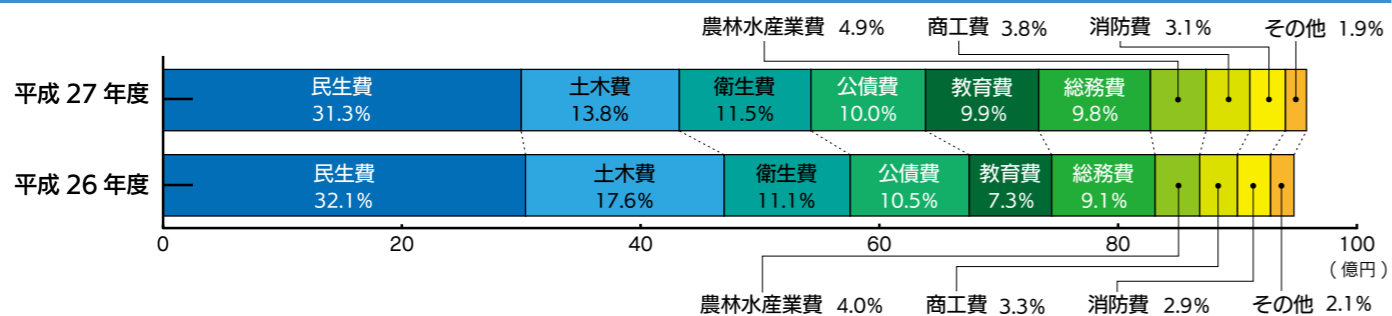 農林水産業費 4.9% 商工費 3.8% 消防費 3.1% その他 1.9%
平成 27 年度
民生費 土木費 衛生費 公債費 教育費 総務費
31.3% 13.8% 11.5% 10.0% 9.9% 9.8%
平成 26 年度
民生費 土木費 衛生費 公債費 教育費 総務費
32.1% 17.6% 11.1% 10.5% 7.3% 9.1%
0 20 40 60 80 100
(億円)
農林水産業費 4.0% 商工費 3.3% 消防費 2.9% その他 2.1%